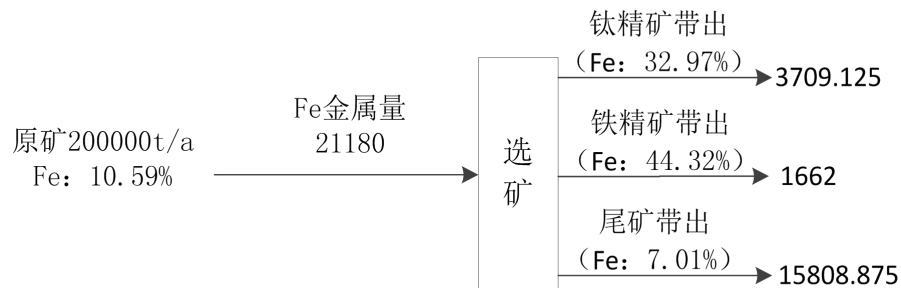 钛精矿带出
（Fe：32.97%）
3709.125
Fe金属量
21180
原矿200000t/a
Fe：10.59%
选
矿
铁精矿带出
（Fe：44.32%）
1662
尾矿带出
（Fe：7.01%）
15808.875